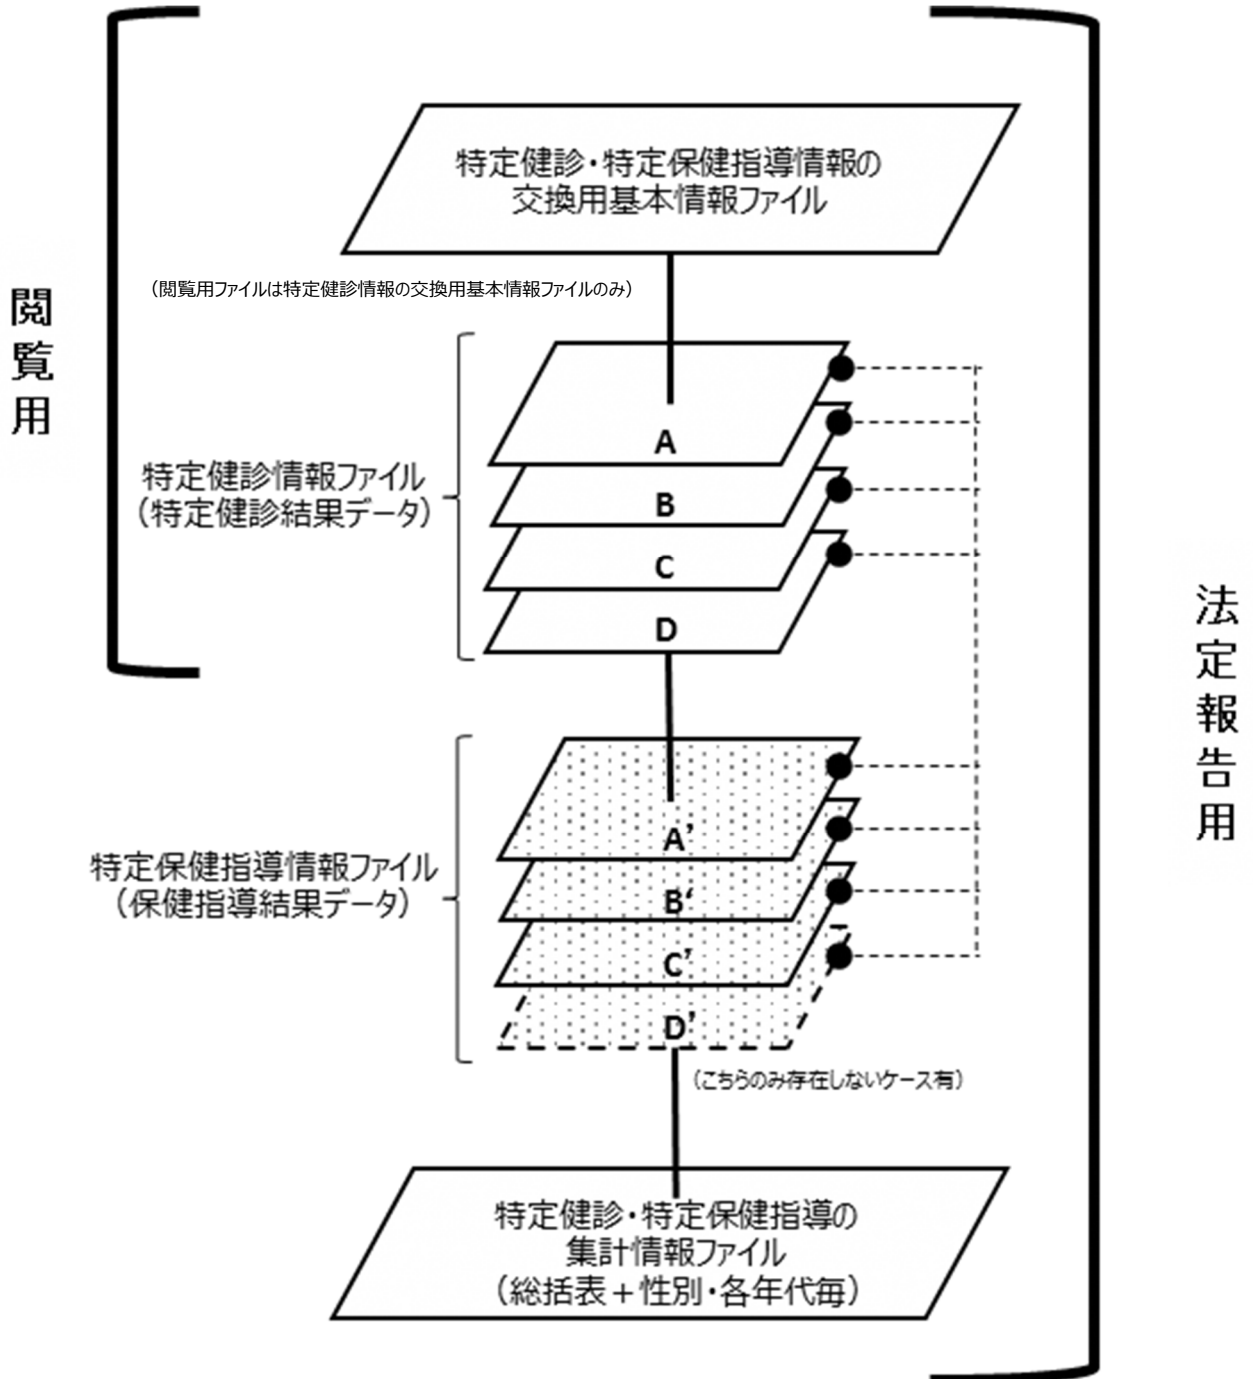 特定健診・特定保健指導情報の
交換用基本情報ファイル
(閲覧用ファイルは特定健診情報の交換用基本情報ファイルのみ)
閲覧用
A
B
C
D
特定健診情報ファイル
(特定健診結果データ)
法定報告用
A’
B‘
C’
D’
特定保健指導情報ファイル
(保健指導結果データ)
(こちらのみ存在しないケース有)
特定健診・特定保健指導の
集計情報ファイル
(総括表+性別・各年代毎)